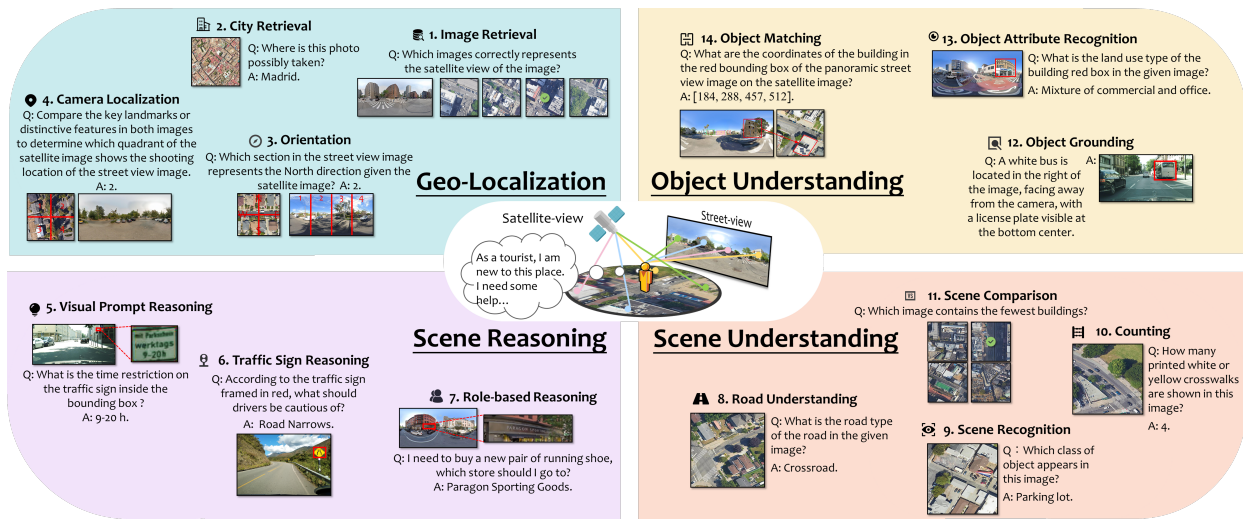 2. City Retrieval
Q: Where is this photo
possibly taken?
A: Madrid.
1. Image Retrieval
Q: Which images correctly represents
the satellite view of the image?
4. Camera Localization
Q: Compare the key landmarks or
distinctive features in both images
to determine which quadrant of the
satellite image shows the shooting
location of the street view image.
A: 2.
3. Orientation
Q: Which section in the street view image
represents the North direction given the
satellite image? A: 2.
1 2 3 4
Geo-Localization
14. Object Matching
Q: What are the coordinates of the building in
the red bounding box of the panoramic street
view image on the satellite image?
A: [184, 288, 457, 512].
13. Object Attribute Recognition
Q: What is the land use type of the
building red box in the given image?
A: Mixture of commercial and office.
12. Object Grounding
Q: A white bus is
located in the right of
the image, facing away
from the camera, with
a license plate visible at
the bottom center.
A:
Object Understanding
Satellite-view
Street-view
As a tourist, I am
new to this place.
I need some
help...
5. Visual Prompt Reasoning
mit Parkschein
werktags
9-20h
Q: What is the time restriction on
the traffic sign inside the
bounding box ?
A: 9-20 h.
6. Traffic Sign Reasoning
Q: According to the traffic sign
framed in red, what should
drivers be cautious of?
A: Road Narrows.
Scene Reasoning
7. Role-based Reasoning
Q: I need to buy a new pair of running shoe,
which store should I go to?
A: Paragon Sporting Goods.
Scene Understanding
11. Scene Comparison
Q: Which image contains the fewest buildings?
10. Counting
Q: How many
printed white or
yellow crosswalks
are shown in this
image?
A: 4.
8. Road Understanding
Q: What is the road type
of the road in the given
image?
A: Crossroad.
9. Scene Recognition
Q：Which class of
object appears in
this image?
A: Parking lot.